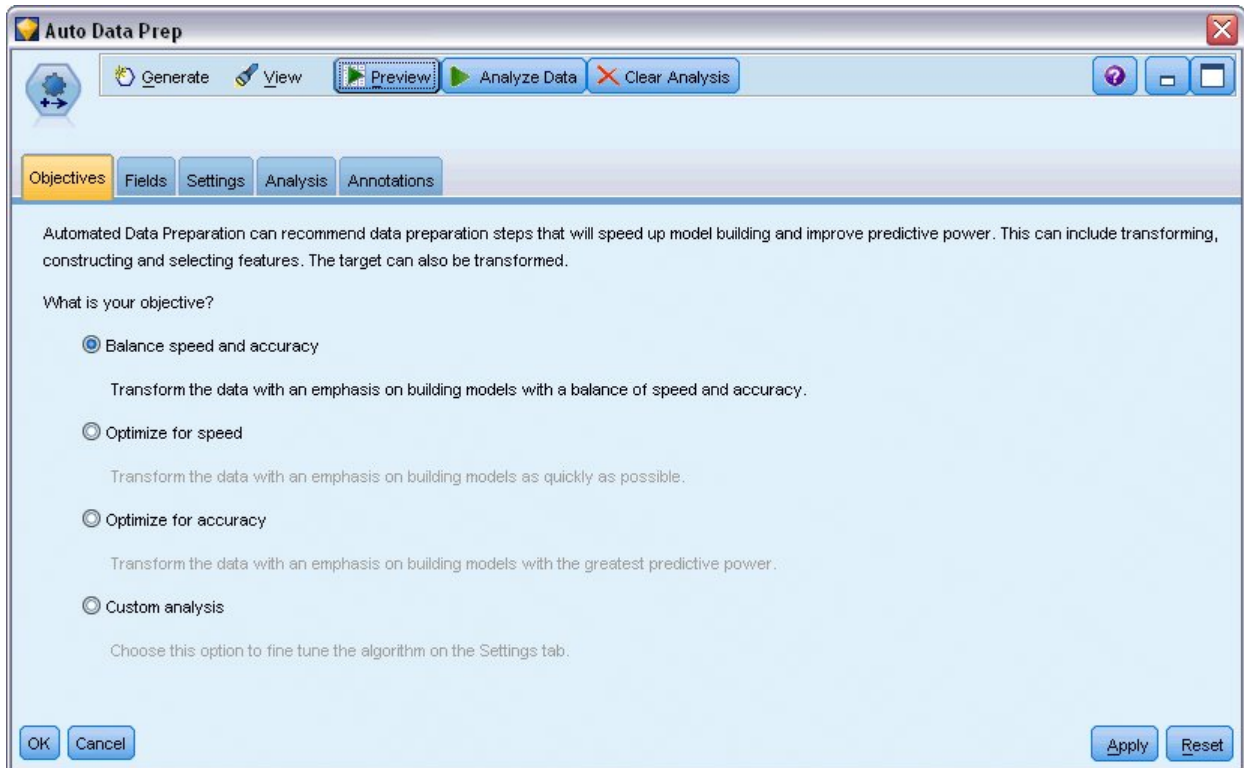 Auto Data Prep
Generate View Preview Analyze Data Clear Analysis
Objectives Fields Settings Analysis Annotations
Automated Data Preparation can recommend data preparation steps that will speed up model building and improve predictive power. This can include transforming,
constructing and selecting features. The target can also be transformed.
What is your objective?
Balance speed and accuracy
Transform the data with an emphasis on building models with a balance of speed and accuracy.
Optimize for speed
Transform the data with an emphasis on building models as quickly as possible.
Optimize for accuracy
Transform the data with an emphasis on building models with the greatest predictive power.
Custom analysis
Choose this option to fine tune the algorithm on the Settings tab.
OK Cancel Apply Reset